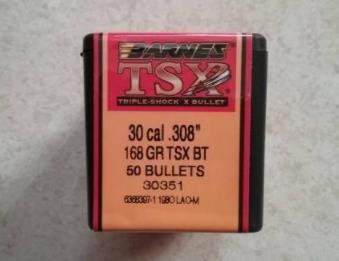 BARNES
TSX
TRIPLE-SHOCK X BULLET
30 cal .308"
168 GR TSX BT
50 BULLETS
30351